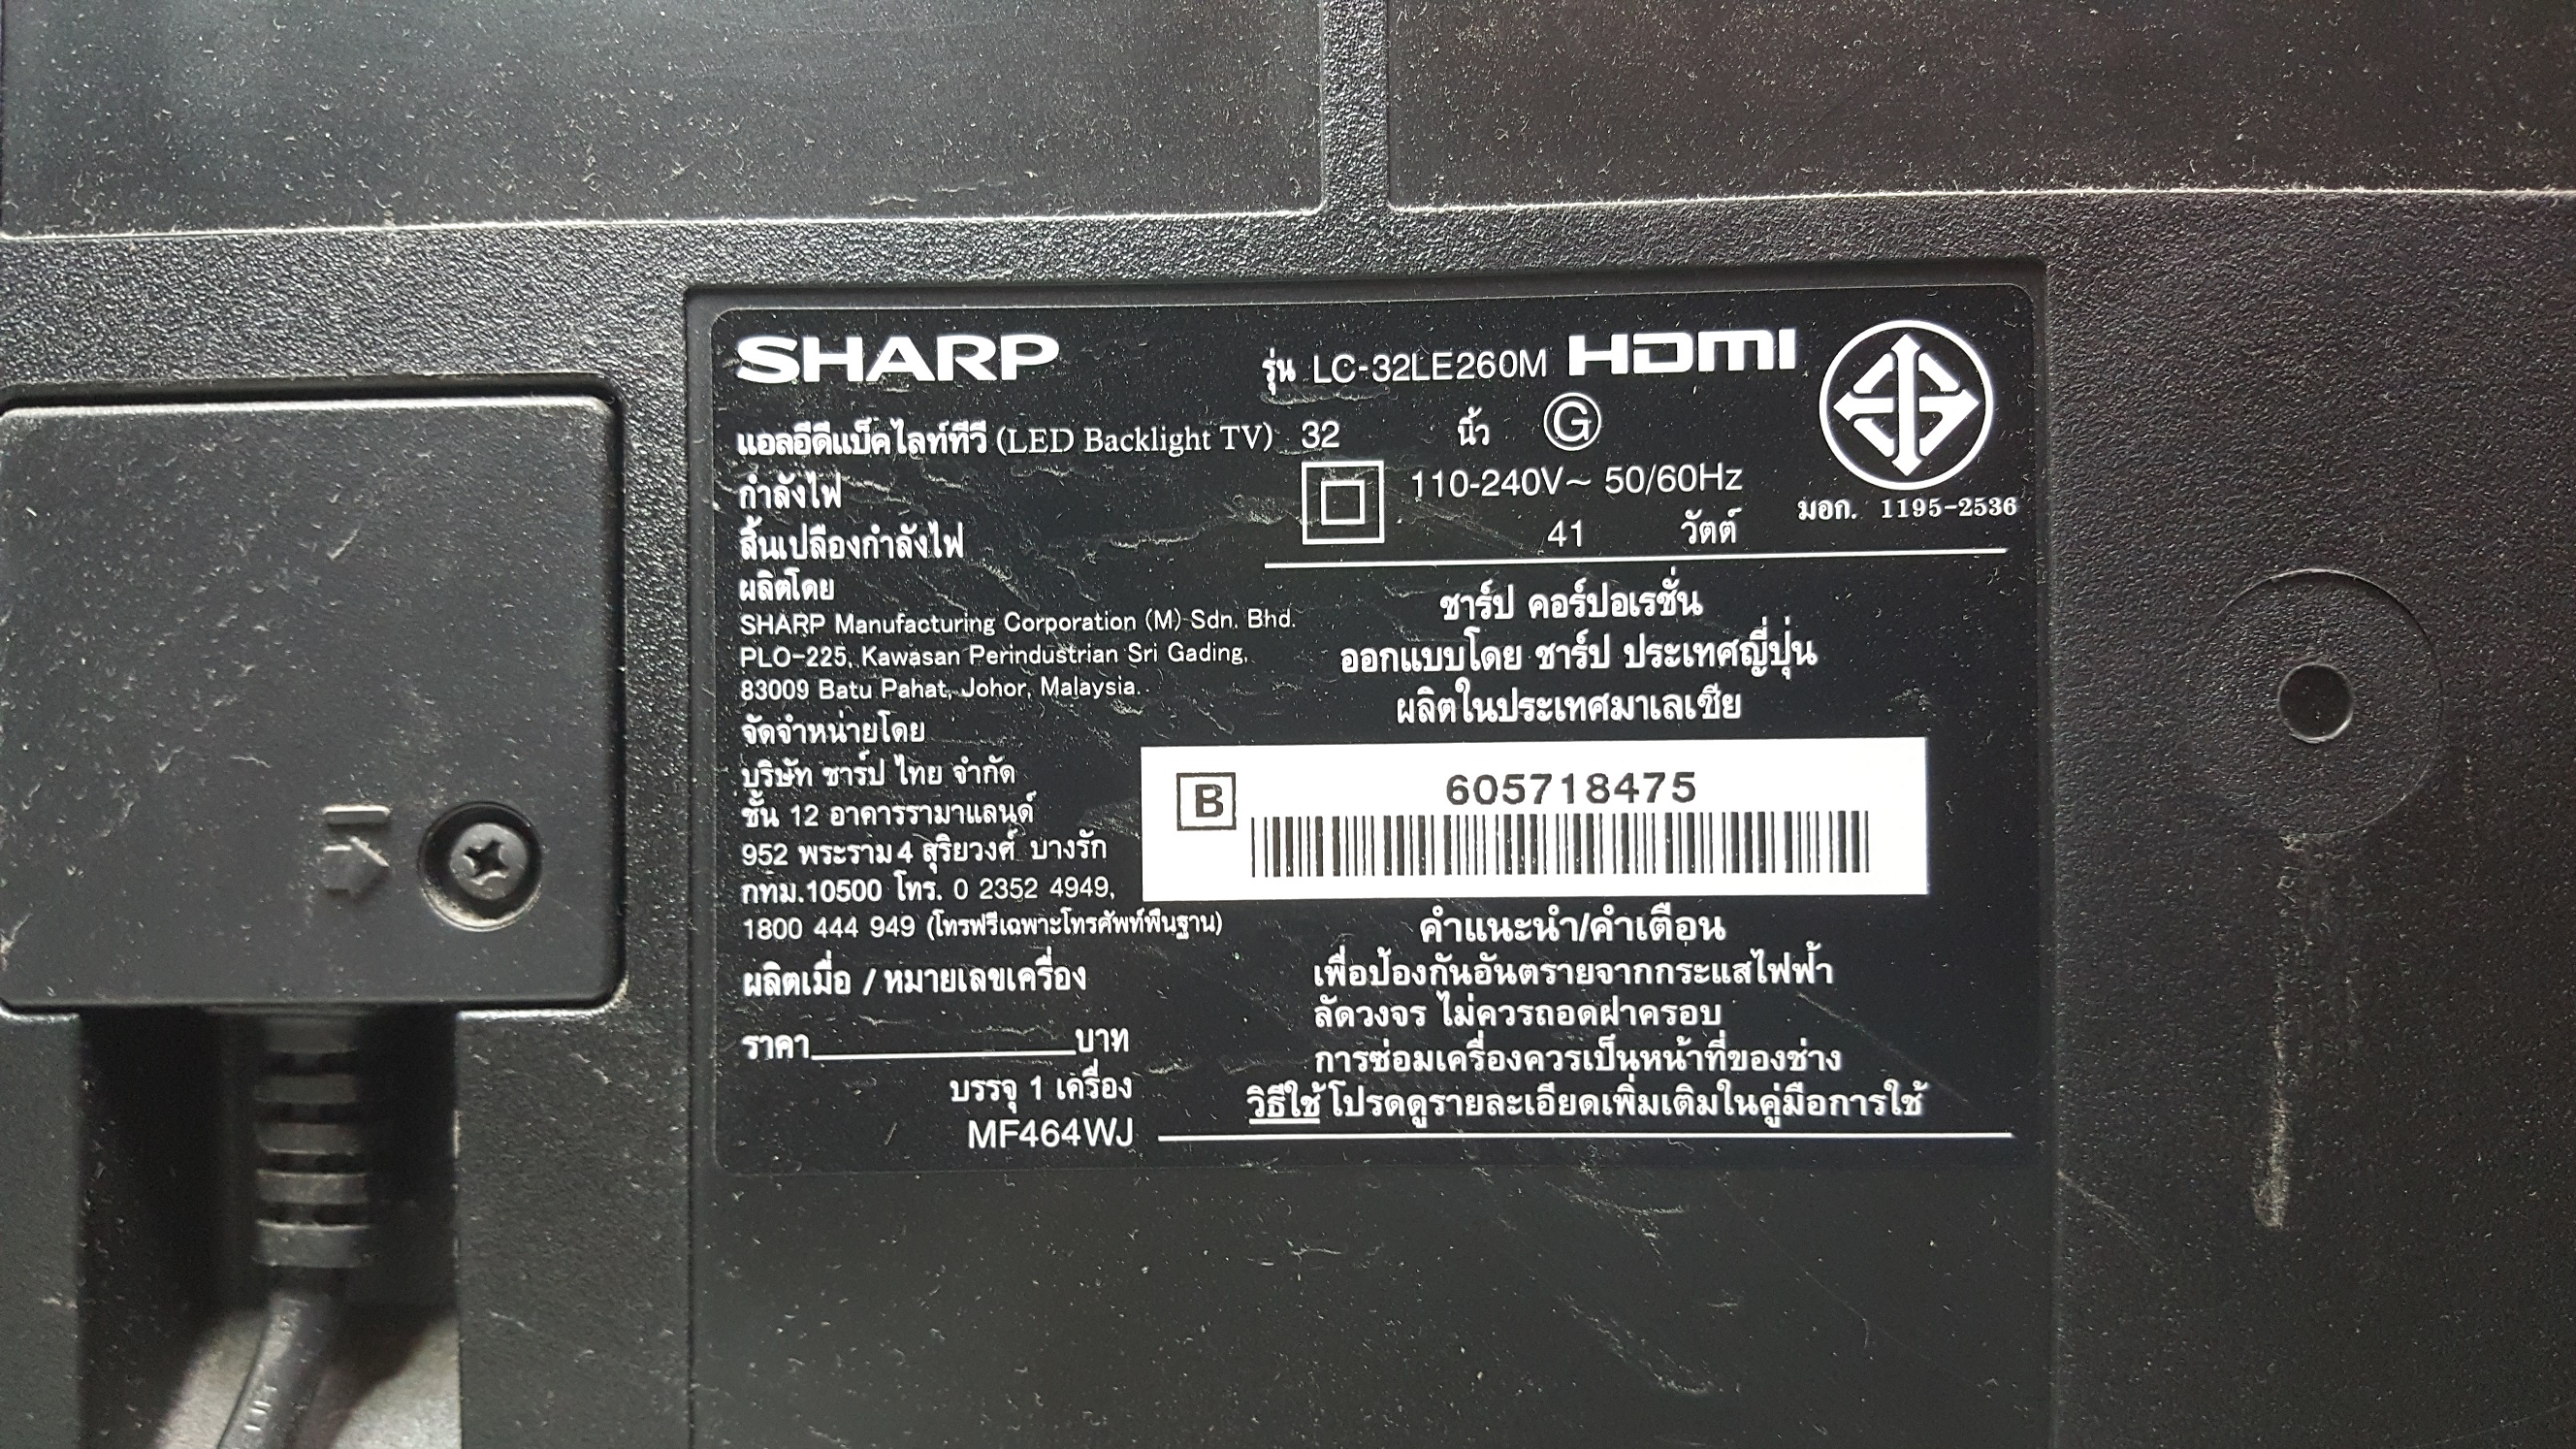 SHARP
รุ่น LC-32LE260M HDMI
แอลอีดีแบ็คไลท์ทีวี (LED Backlight TV) 32 นิ้ว G
กำลังไฟ 110-240V~ 50/60Hz
มอก. 1195-2536
สิ้นเปลืองกำลังไฟ 41 วัตต์
ผลิตโดย
SHARP Manufacturing Corporation (M) Sdn. Bhd.
PLO-225, Kawasan Perindustrian Sri Gading,
83009 Batu Pahat, Johor, Malaysia.
จัดจำหน่ายโดย
บริษัท ชาร์ป ไทย จำกัด
ชั้น 12 อาคารรามาแลนด์
952 พระราม 4 สุริยวงศ์ บางรัก
กทม.10500 โทร. 0 2352 4949,
1800 444 949 (โทรฟรีเฉพาะโทรศัพท์พื้นฐาน)
ผลิตเมื่อ / หมายเลขเครื่อง
ราคา บาท
บรรจุ 1 เครื่อง
MF464WJ
ชาร์ป คอร์ปอเรชั่น
ออกแบบโดย ชาร์ป ประเทศญี่ปุ่น
ผลิตในประเทศมาเลเซีย
B 605718475
คำแนะนำ/คำเตือน
เพื่อป้องกันอันตรายจากกระแสไฟฟ้า
ลัดวงจร ไม่ควรถอดฝาครอบ
การซ่อมเครื่องควรเป็นหน้าที่ของช่าง
วิธีใช้ โปรดดูรายละเอียดเพิ่มเติมในคู่มือการใช้